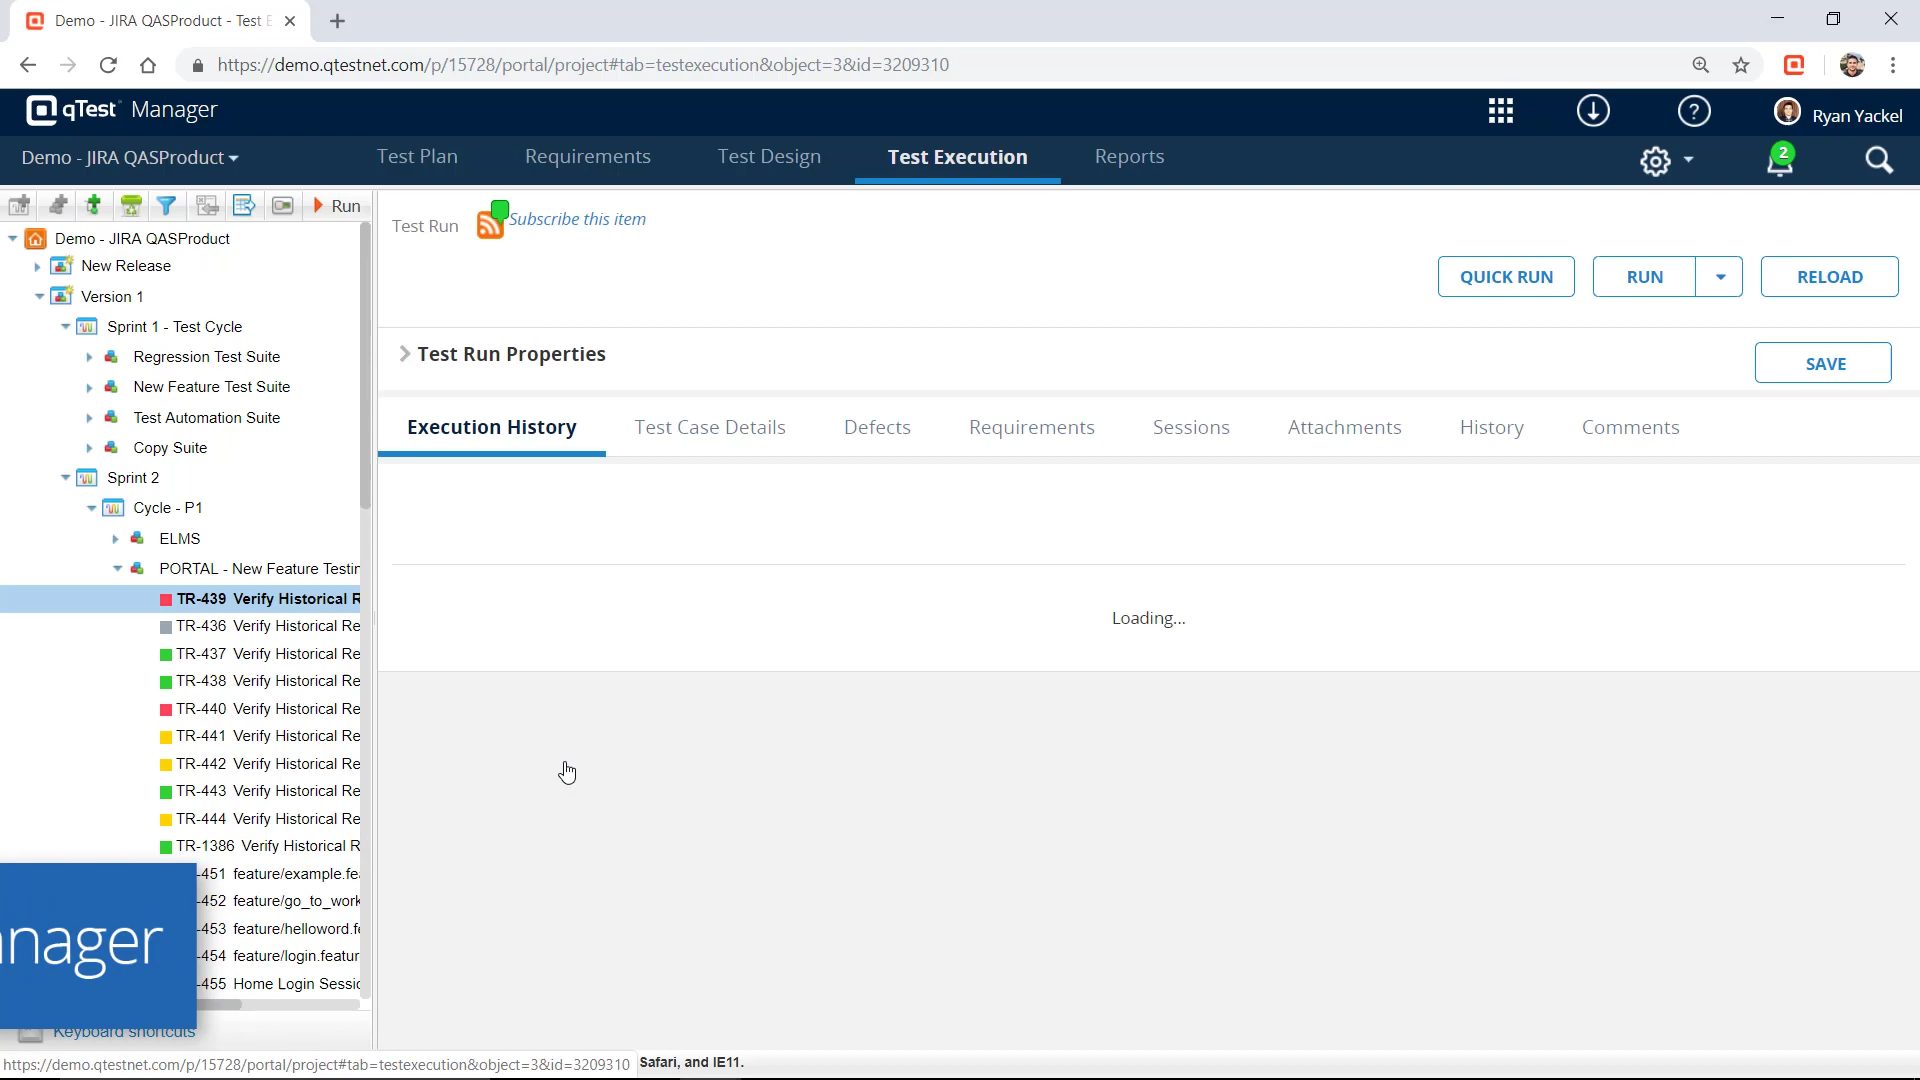 Demo - JIRA QASProduct - Test E
https://demo.qtestnet.com/p/15728/portal/project#tab=testexecution&object=3&id=3209310
qTest Manager
Ryan Yackel
Demo - JIRA QASProduct
Test Plan
Requirements
Test Design
Test Execution
Reports
2
Run
Demo - JIRA QASProduct
New Release
Version 1
Sprint 1 - Test Cycle
Regression Test Suite
New Feature Test Suite
Test Automation Suite
Copy Suite
Sprint 2
Cycle - P1
ELMS
PORTAL - New Feature Testin
TR-439 Verify Historical R
TR-436 Verify Historical Re
TR-437 Verify Historical Re
TR-438 Verify Historical Re
TR-440 Verify Historical Re
TR-441 Verify Historical Re
TR-442 Verify Historical Re
TR-443 Verify Historical Re
TR-444 Verify Historical Re
TR-1386 Verify Historical R
-451 feature/example.fe
-452 feature/go_to_work
-453 feature/helloword.f
-454 feature/login.featur
-455 Home Login Sessio
nager
Keyboard shortcuts
Test Run
Subscribe this item
QUICK RUN
RUN
RELOAD
Test Run Properties
SAVE
Execution History
Test Case Details
Defects
Requirements
Sessions
Attachments
History
Comments
Loading...
https://demo.qtestnet.com/p/15728/portal/project#tab=testexecution&object=3&id=3209310
Safari, and IE11.